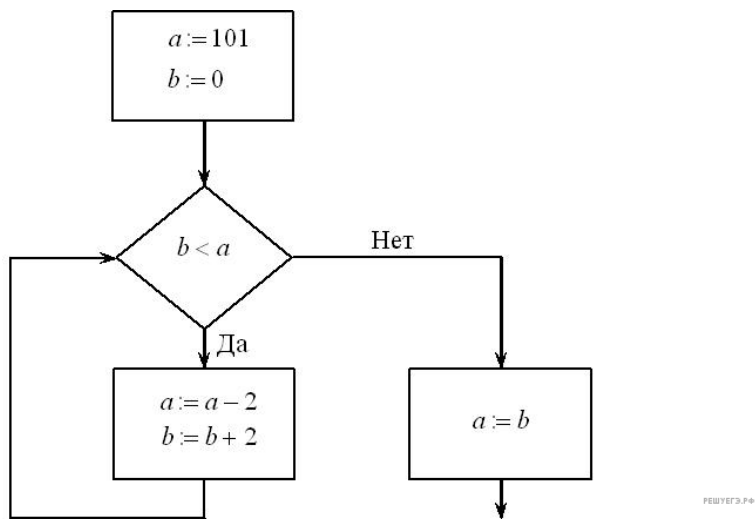 a := 101
b := 0
b < a
Нет
Да
a := a − 2
b := b + 2
a := b
РЕШУЕГЭ.РФ